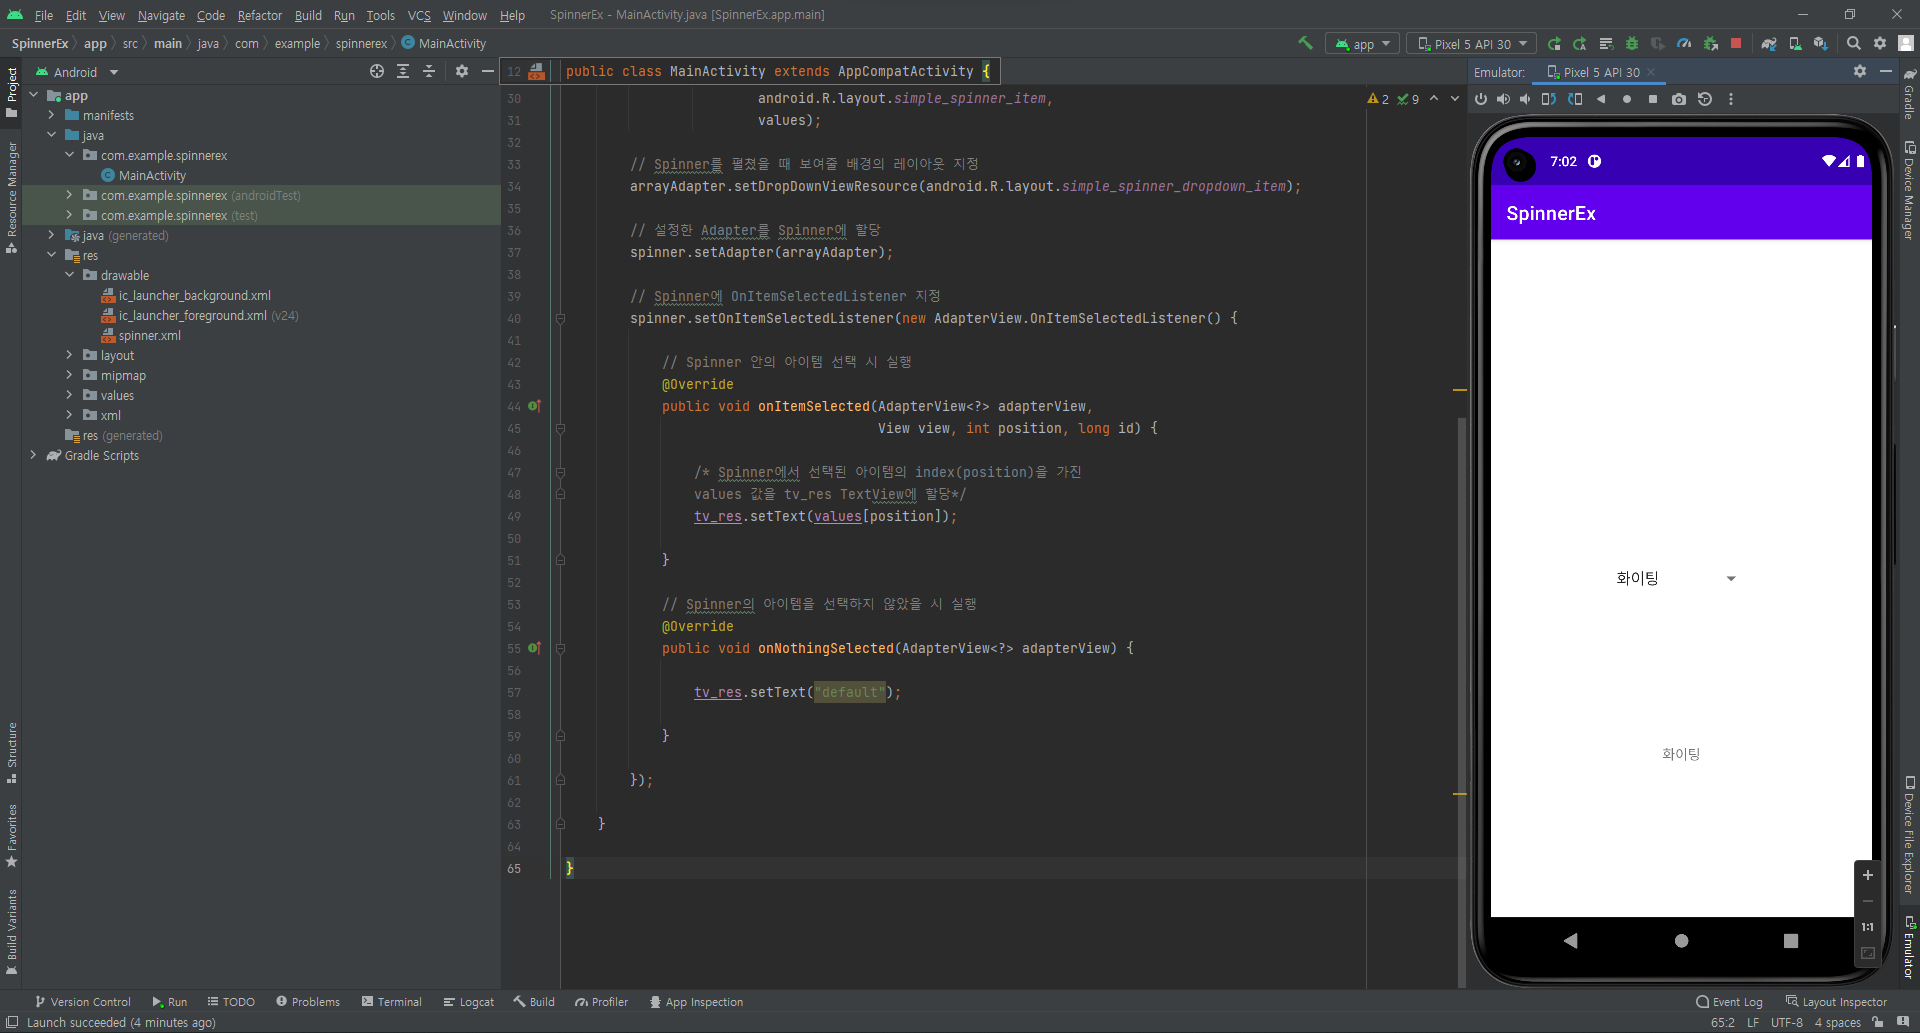 File Edit View Navigate Code Refactor Build Run Tools VCS Window Help SpinnerEx - MainActivity.java [SpinnerEx.app.main]
SpinnerEx app src main java com example spinnerex MainActivity
app Pixel 5 API 30
Project
Resource Manager
Structure
Favorites
Build Variants
Android
app
manifests
java
com.example.spinnerex
MainActivity
com.example.spinnerex (androidTest)
com.example.spinnerex (test)
java (generated)
res
drawable
ic_launcher_background.xml
ic_launcher_foreground.xml (v24)
spinner.xml
layout
mipmap
values
xml
res (generated)
Gradle Scripts
12 public class MainActivity extends AppCompatActivity {
2 9
30 android.R.layout.simple_spinner_item,
31 values);
32
33 // Spinner를 펼쳤을 때 보여줄 배경의 레이아웃 지정
34 arrayAdapter.setDropDownViewResource(android.R.layout.simple_spinner_dropdown_item);
35
36 // 설정한 Adapter를 Spinner에 할당
37 spinner.setAdapter(arrayAdapter);
38
39 // Spinner에 OnItemSelectedListener 지정
40 spinner.setOnItemSelectedListener(new AdapterView.OnItemSelectedListener() {
41
42 // Spinner 안의 아이템 선택 시 실행
43 @Override
44 public void onItemSelected(AdapterView<?> adapterView,
45 View view, int position, long id) {
46
47 /* Spinner에서 선택된 아이템의 index(position)을 가진
48 values 값을 tv_res TextView에 할당*/
49 tv_res.setText(values[position]);
50
51 }
52
53 // Spinner의 아이템을 선택하지 않았을 시 실행
54 @Override
55 public void onNothingSelected(AdapterView<?> adapterView) {
56
57 tv_res.setText("default");
58
59 }
60
61 });
62
63 }
64
65 }
Emulator: Pixel 5 API 30
7:02
SpinnerEx
화이팅
화이팅
1:1
Gradle
Device Manager
Device File Explorer
Emulator
Version Control Run TODO Problems Terminal Logcat Build Profiler App Inspection Event Log Layout Inspector
Launch succeeded (4 minutes ago) 65:2 LF UTF-8 4 spaces